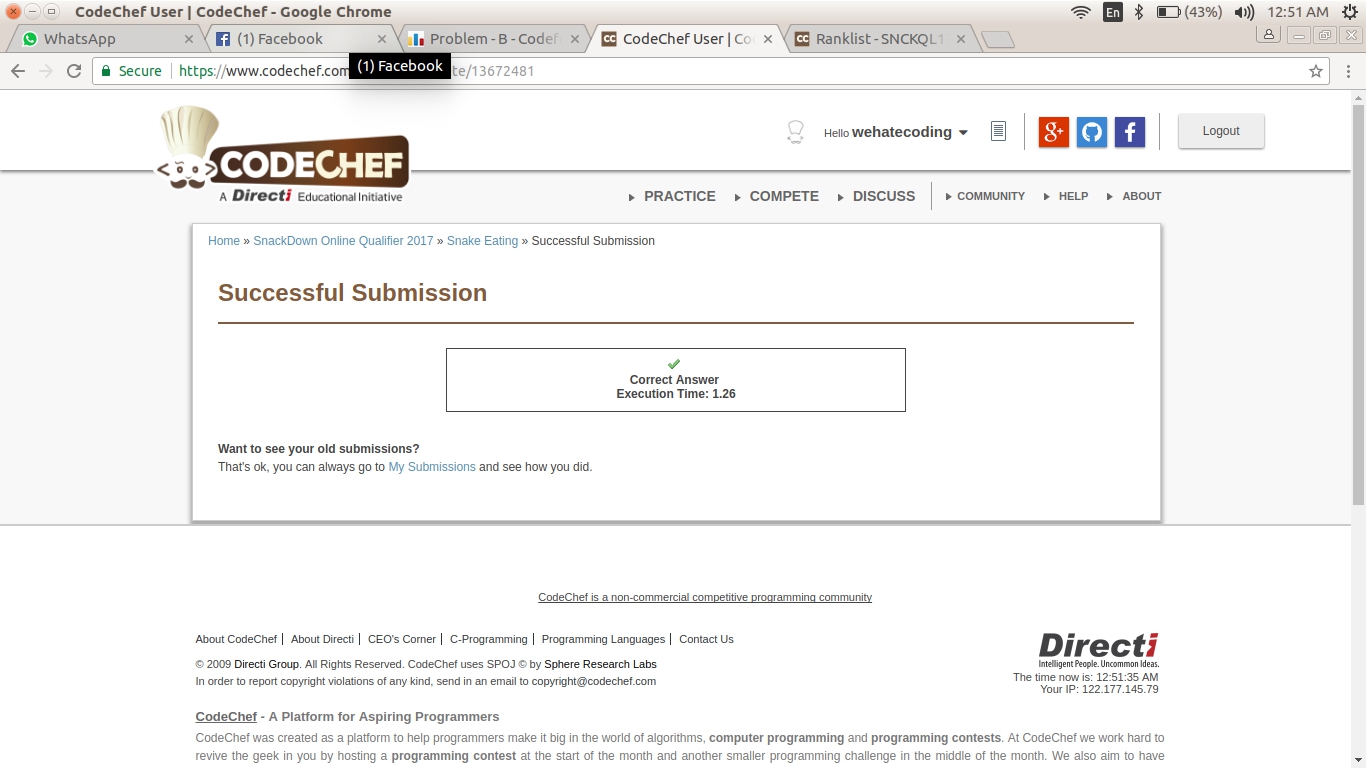 CodeChef User | CodeChef - Google Chrome
En
(43%)
12:51 AM
WhatsApp
(1) Facebook
Problem - B - Codef
CodeChef User | Co
Ranklist - SNCKQL1
Secure
https://www.codechef.com
te/13672481
(1) Facebook
CODECHEF
A Directi Educational Initiative
Hello wehatecoding
Logout
PRACTICE
COMPETE
DISCUSS
COMMUNITY
HELP
ABOUT
Home » SnackDown Online Qualifier 2017 » Snake Eating » Successful Submission
Successful Submission
Correct Answer
Execution Time: 1.26
Want to see your old submissions?
That's ok, you can always go to My Submissions and see how you did.
CodeChef is a non-commercial competitive programming community
About CodeChef | About Directi | CEO's Corner | C-Programming | Programming Languages | Contact Us
© 2009 Directi Group. All Rights Reserved. CodeChef uses SPOJ © by Sphere Research Labs
In order to report copyright violations of any kind, send in an email to copyright@codechef.com
Directi
Intelligent People. Uncommon Ideas.
The time now is: 12:51:35 AM
Your IP: 122.177.145.79
CodeChef - A Platform for Aspiring Programmers
CodeChef was created as a platform to help programmers make it big in the world of algorithms, computer programming and programming contests. At CodeChef we work hard to
revive the geek in you by hosting a programming contest at the start of the month and another smaller programming challenge in the middle of the month. We also aim to have